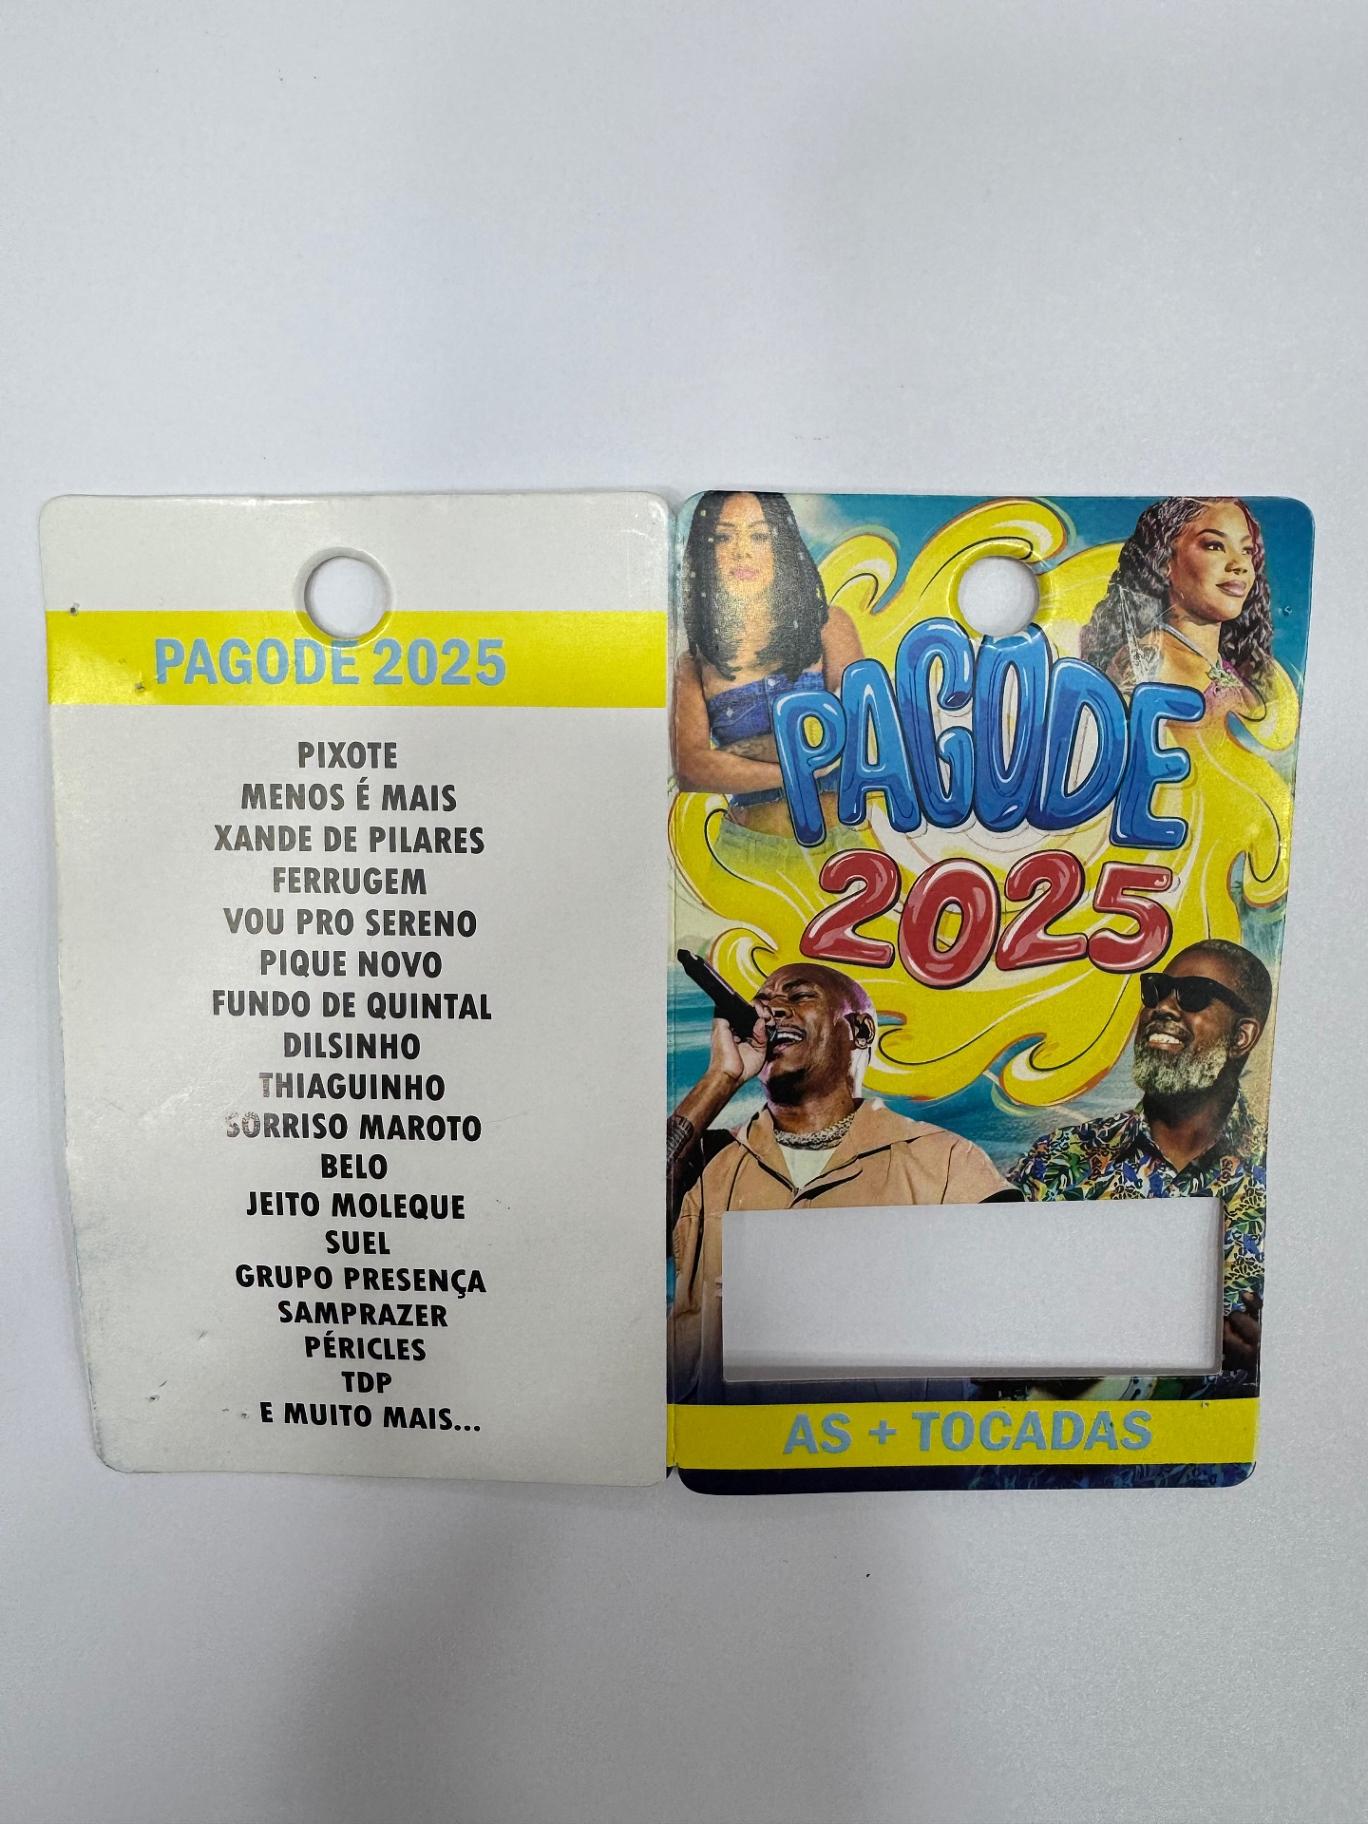 PAGODE 2025
PIXOTE
MENOS É MAIS
XANDE DE PILARES
FERRUGEM
VOU PRO SERENO
PIQUE NOVO
FUNDO DE QUINTAL
DILSINHO
THIAGUINHO
SORRISO MAROTO
BELO
JEITO MOLEQUE
SUEL
GRUPO PRESENÇA
SAMPRAZER
PÉRICLES
TDP
E MUITO MAIS...
PAGODE
2025
AS + TOCADAS